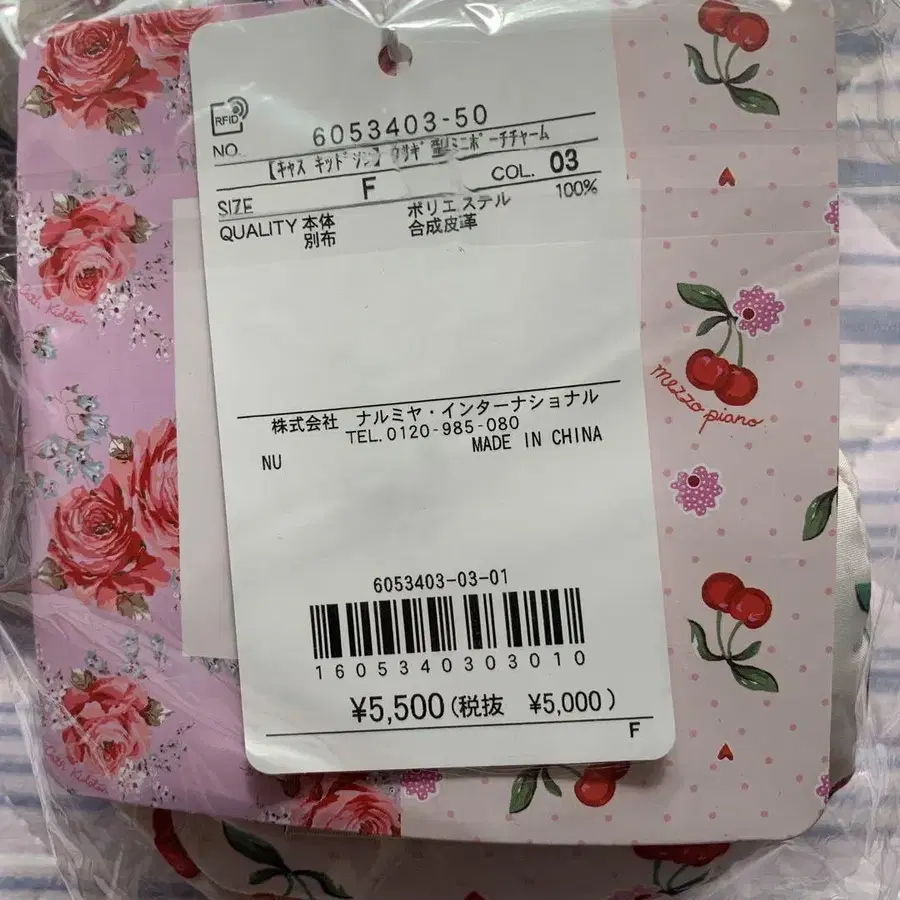 RFID
NO. 6053403-50
【キャス キッドソン】 ウサギ型ミニポーチチャーム
SIZE F COL. 03
QUALITY 本体 ポリエステル 100%
別布 合成皮革
株式会社 ナルミヤ・インターナショナル
TEL.0120-985-080
NU MADE IN CHINA
6053403-03-01
1605340303010
¥5,500(税抜 ¥5,000)
F
mezzo piano
Cath Kidston
Cath Kidston